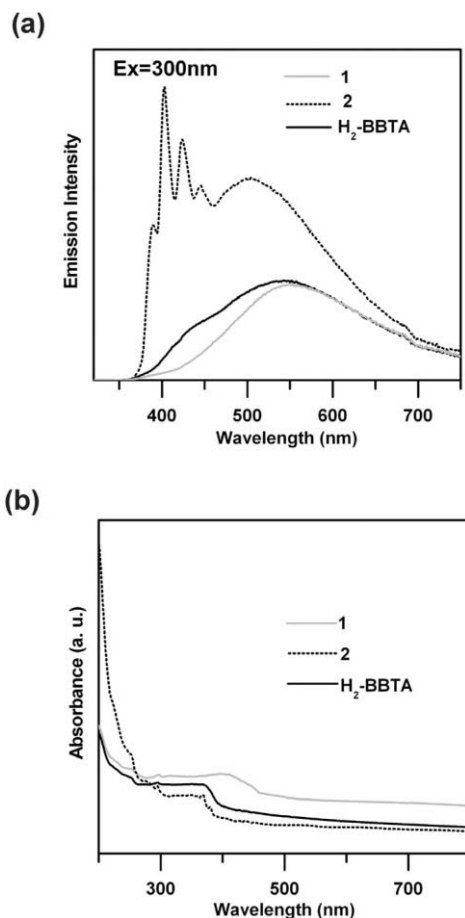 (a)
Ex=300nm
1
2
H₂-BBTA
Emission Intensity
400 500 600 700
Wavelength (nm)
(b)
1
2
H₂-BBTA
Absorbance (a. u.)
300 500 700
Wavelength (nm)